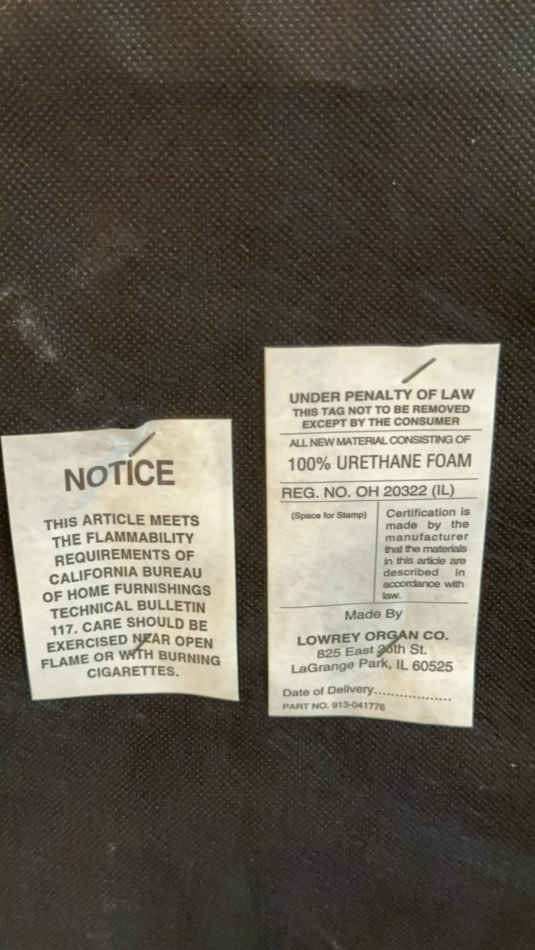 NOTICE
THIS ARTICLE MEETS
THE FLAMMABILITY
REQUIREMENTS OF
CALIFORNIA BUREAU
OF HOME FURNISHINGS
TECHNICAL BULLETIN
117. CARE SHOULD BE
EXERCISED NEAR OPEN
FLAME OR WITH BURNING
CIGARETTES.
UNDER PENALTY OF LAW
THIS TAG NOT TO BE REMOVED
EXCEPT BY THE CONSUMER
ALL NEW MATERIAL CONSISTING OF
100% URETHANE FOAM
REG. NO. OH 20322 (IL)
(Space for Stamp)
Certification is
made by the
manufacturer
that the materials
in this article are
described in
accordance with
law.
Made By
LOWREY ORGAN CO.
825 East 26th St.
LaGrange Park, IL 60525
Date of Delivery...................
PART NO. 913-041776